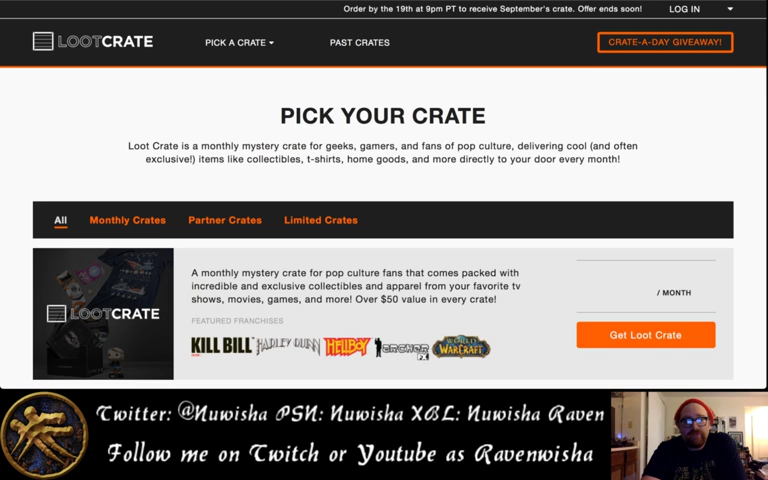 Order by the 19th at 9pm PT to receive September's crate. Offer ends soon!
LOG IN
LOOTCRATE
PICK A CRATE
PAST CRATES
CRATE-A-DAY GIVEAWAY!
PICK YOUR CRATE
Loot Crate is a monthly mystery crate for geeks, gamers, and fans of pop culture, delivering cool (and often
exclusive!) items like collectibles, t-shirts, home goods, and more directly to your door every month!
All
Monthly Crates
Partner Crates
Limited Crates
LOOTCRATE
A monthly mystery crate for pop culture fans that comes packed with
incredible and exclusive collectibles and apparel from your favorite tv
shows, movies, games, and more! Over $50 value in every crate!
FEATURED FRANCHISES
KILL BILL
HARLEY QUINN
HELLBOY
ARCHER FX
WORLD OF WARCRAFT
/ MONTH
Get Loot Crate
Twitter: @Nuwisha PSN: Nuwisha XBL: Nuwisha Raven
Follow me on Twitch or Youtube as Ravenwisha